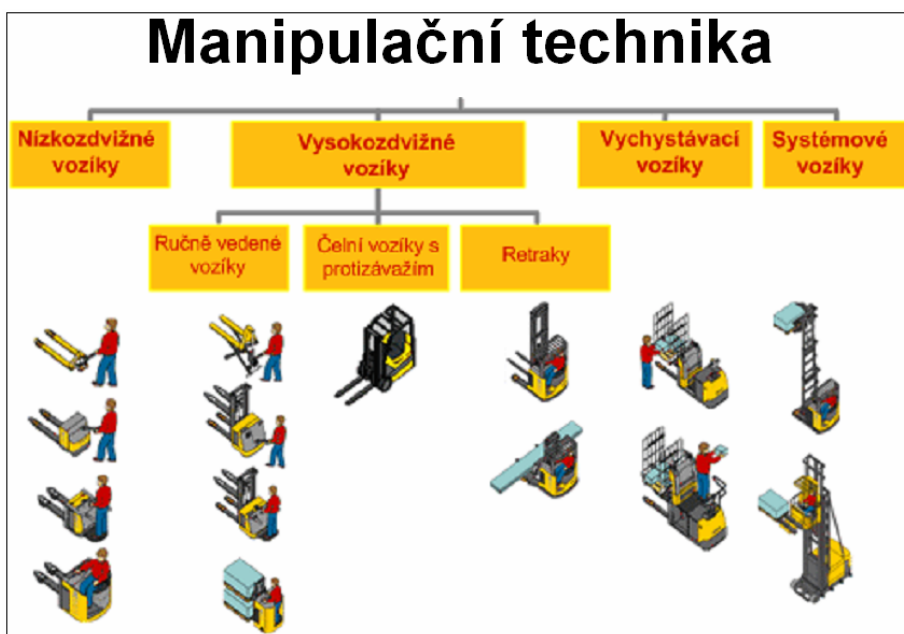 Manipulační technika
Nízkozdvižné
vozíky
Vysokozdvižné
vozíky
Vychystávací
vozíky
Systémové
vozíky
Ručně vedené
vozíky
Čelní vozíky s
protizávažím
Retraky